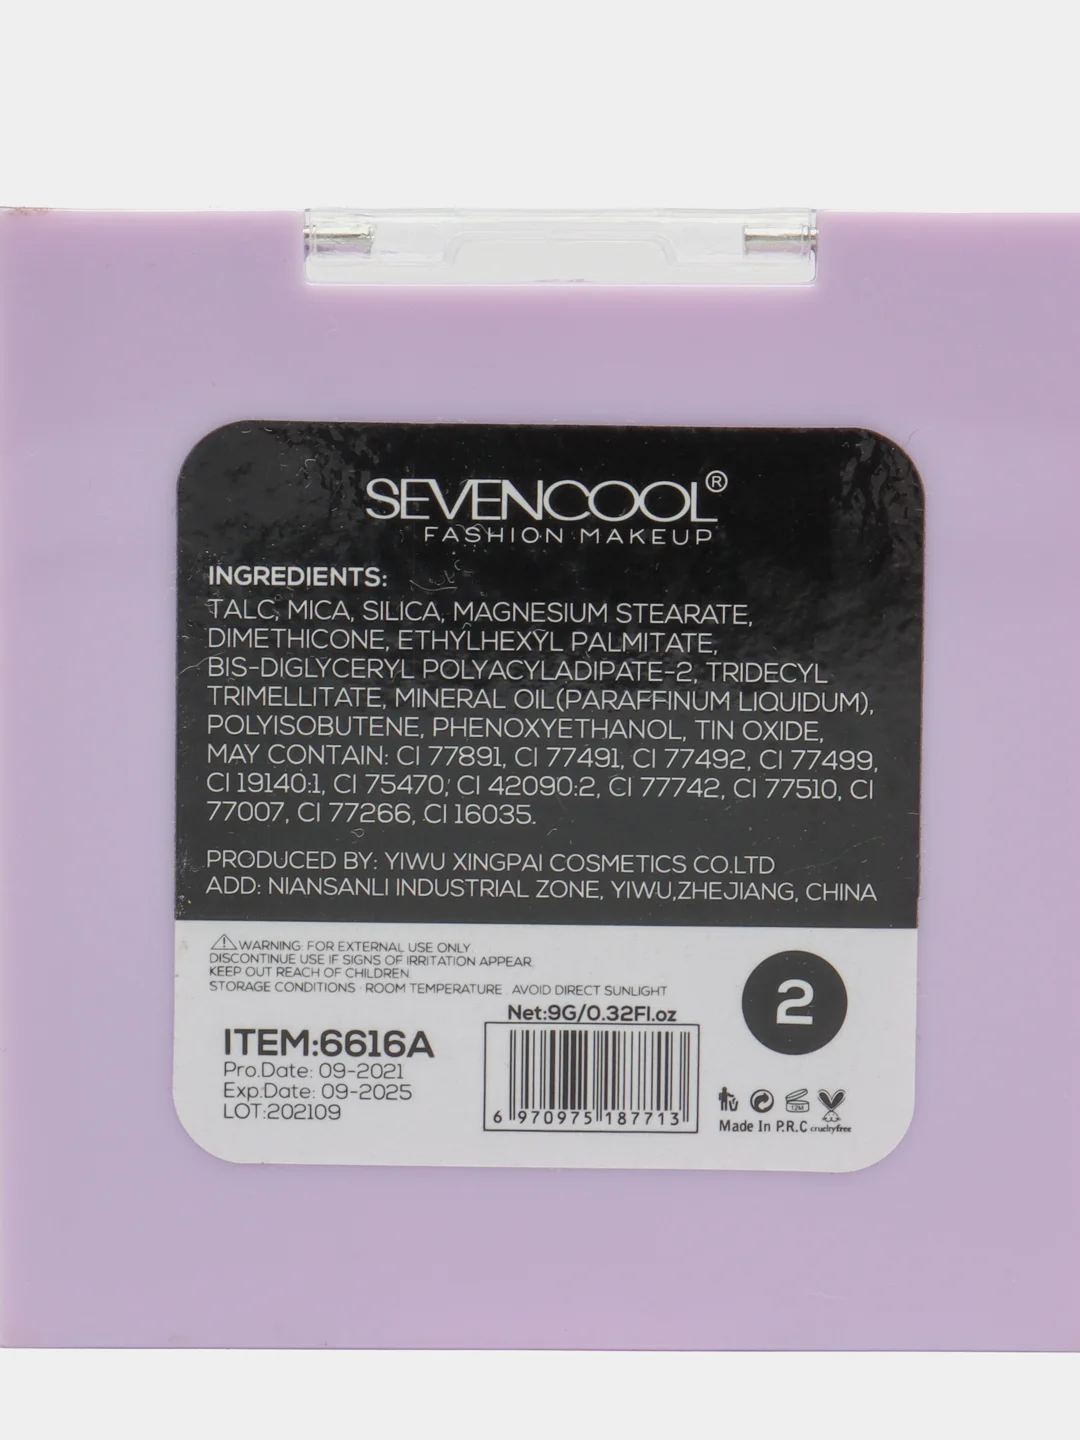 SEVENCOOL®
FASHION MAKEUP
INGREDIENTS:
TALC, MICA, SILICA, MAGNESIUM STEARATE,
DIMETHICONE, ETHYLHEXYL PALMITATE,
BIS-DIGLYCERYL POLYACYLADIPATE-2, TRIDECYL
TRIMELLITATE, MINERAL OIL(PARAFFINUM LIQUIDUM),
POLYISOBUTENE, PHENOXYETHANOL, TIN OXIDE,
MAY CONTAIN: CI 77891, CI 77491, CI 77492, CI 77499,
CI 19140:1, CI 75470, CI 42090:2, CI 77742, CI 77510, CI
77007, CI 77266, CI 16035.
PRODUCED BY: YIWU XINGPAI COSMETICS CO.LTD
ADD: NIANSANLI INDUSTRIAL ZONE, YIWU,ZHEJIANG, CHINA
WARNING: FOR EXTERNAL USE ONLY.
DISCONTINUE USE IF SIGNS OF IRRITATION APPEAR.
KEEP OUT REACH OF CHILDREN.
STORAGE CONDITIONS : ROOM TEMPERATURE . AVOID DIRECT SUNLIGHT
2
Net:9G/0.32Fl.oz
ITEM:6616A
Pro.Date: 09-2021
Exp.Date: 09-2025
LOT:202109
6 970975 187713
12M
Made In P.R.C crueltyfree